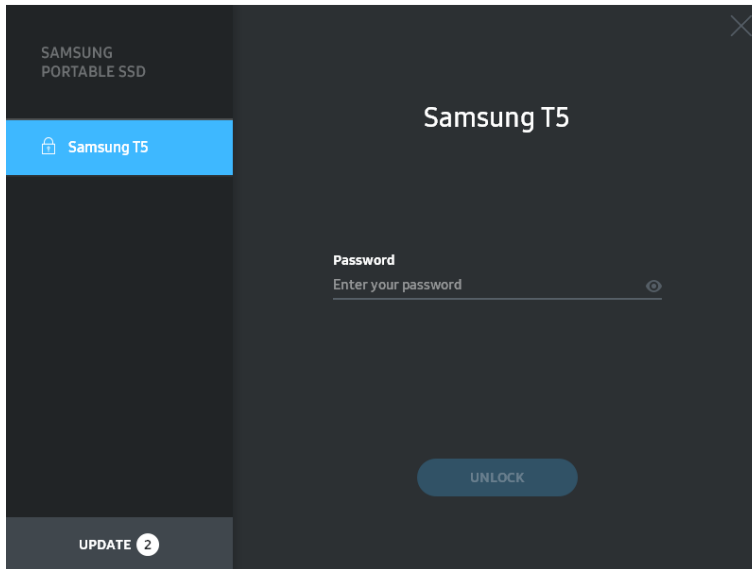 SAMSUNG
PORTABLE SSD
Samsung T5
Samsung T5
Password
Enter your password
UNLOCK
UPDATE 2